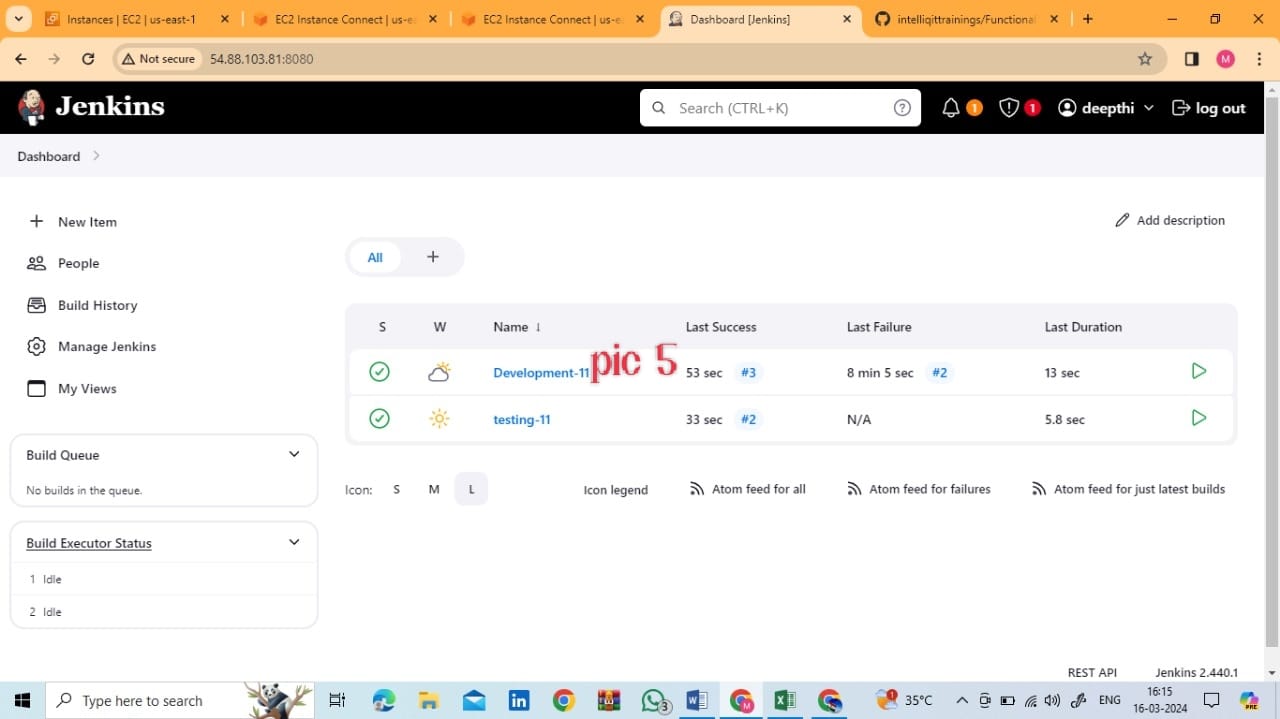 Instances | EC2 | us-east-1
EC2 Instance Connect | us-ea
EC2 Instance Connect | us-ea
Dashboard [Jenkins]
intelliqittrainings/Functional
Not secure
54.88.103.81:8080
M
Jenkins
Search (CTRL+K)
1
1
deepthi
log out
Dashboard
New Item
People
Build History
Manage Jenkins
My Views
Build Queue
No builds in the queue.
Build Executor Status
1 Idle
2 Idle
Add description
All +
S W Name ↓ Last Success Last Failure Last Duration
Development-11 53 sec #3 8 min 5 sec #2 13 sec
pic 5
testing-11 33 sec #2 N/A 5.8 sec
Icon: S M L
Icon legend
Atom feed for all
Atom feed for failures
Atom feed for just latest builds
REST API
Jenkins 2.440.1
Type here to search
3
1
35°C
ENG
16:15
16-03-2024